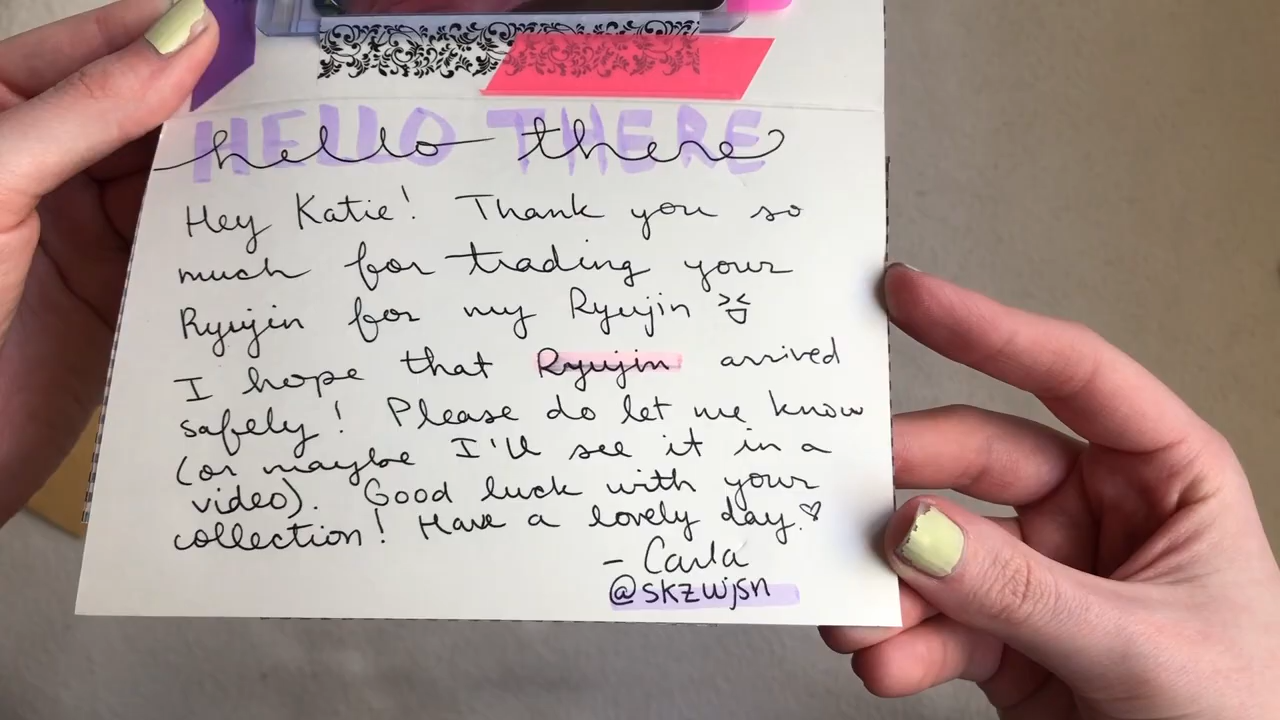 HELLO THERE
hello there
Hey Katie! Thank you so
much for trading your
Ryujin for my Ryujin
I hope that Ryujin arrived
safely! Please do let me know
(or maybe I'll see it in a
video). Good luck with your
collection! Have a lovely day.♡
- Carla
@skzwjsn